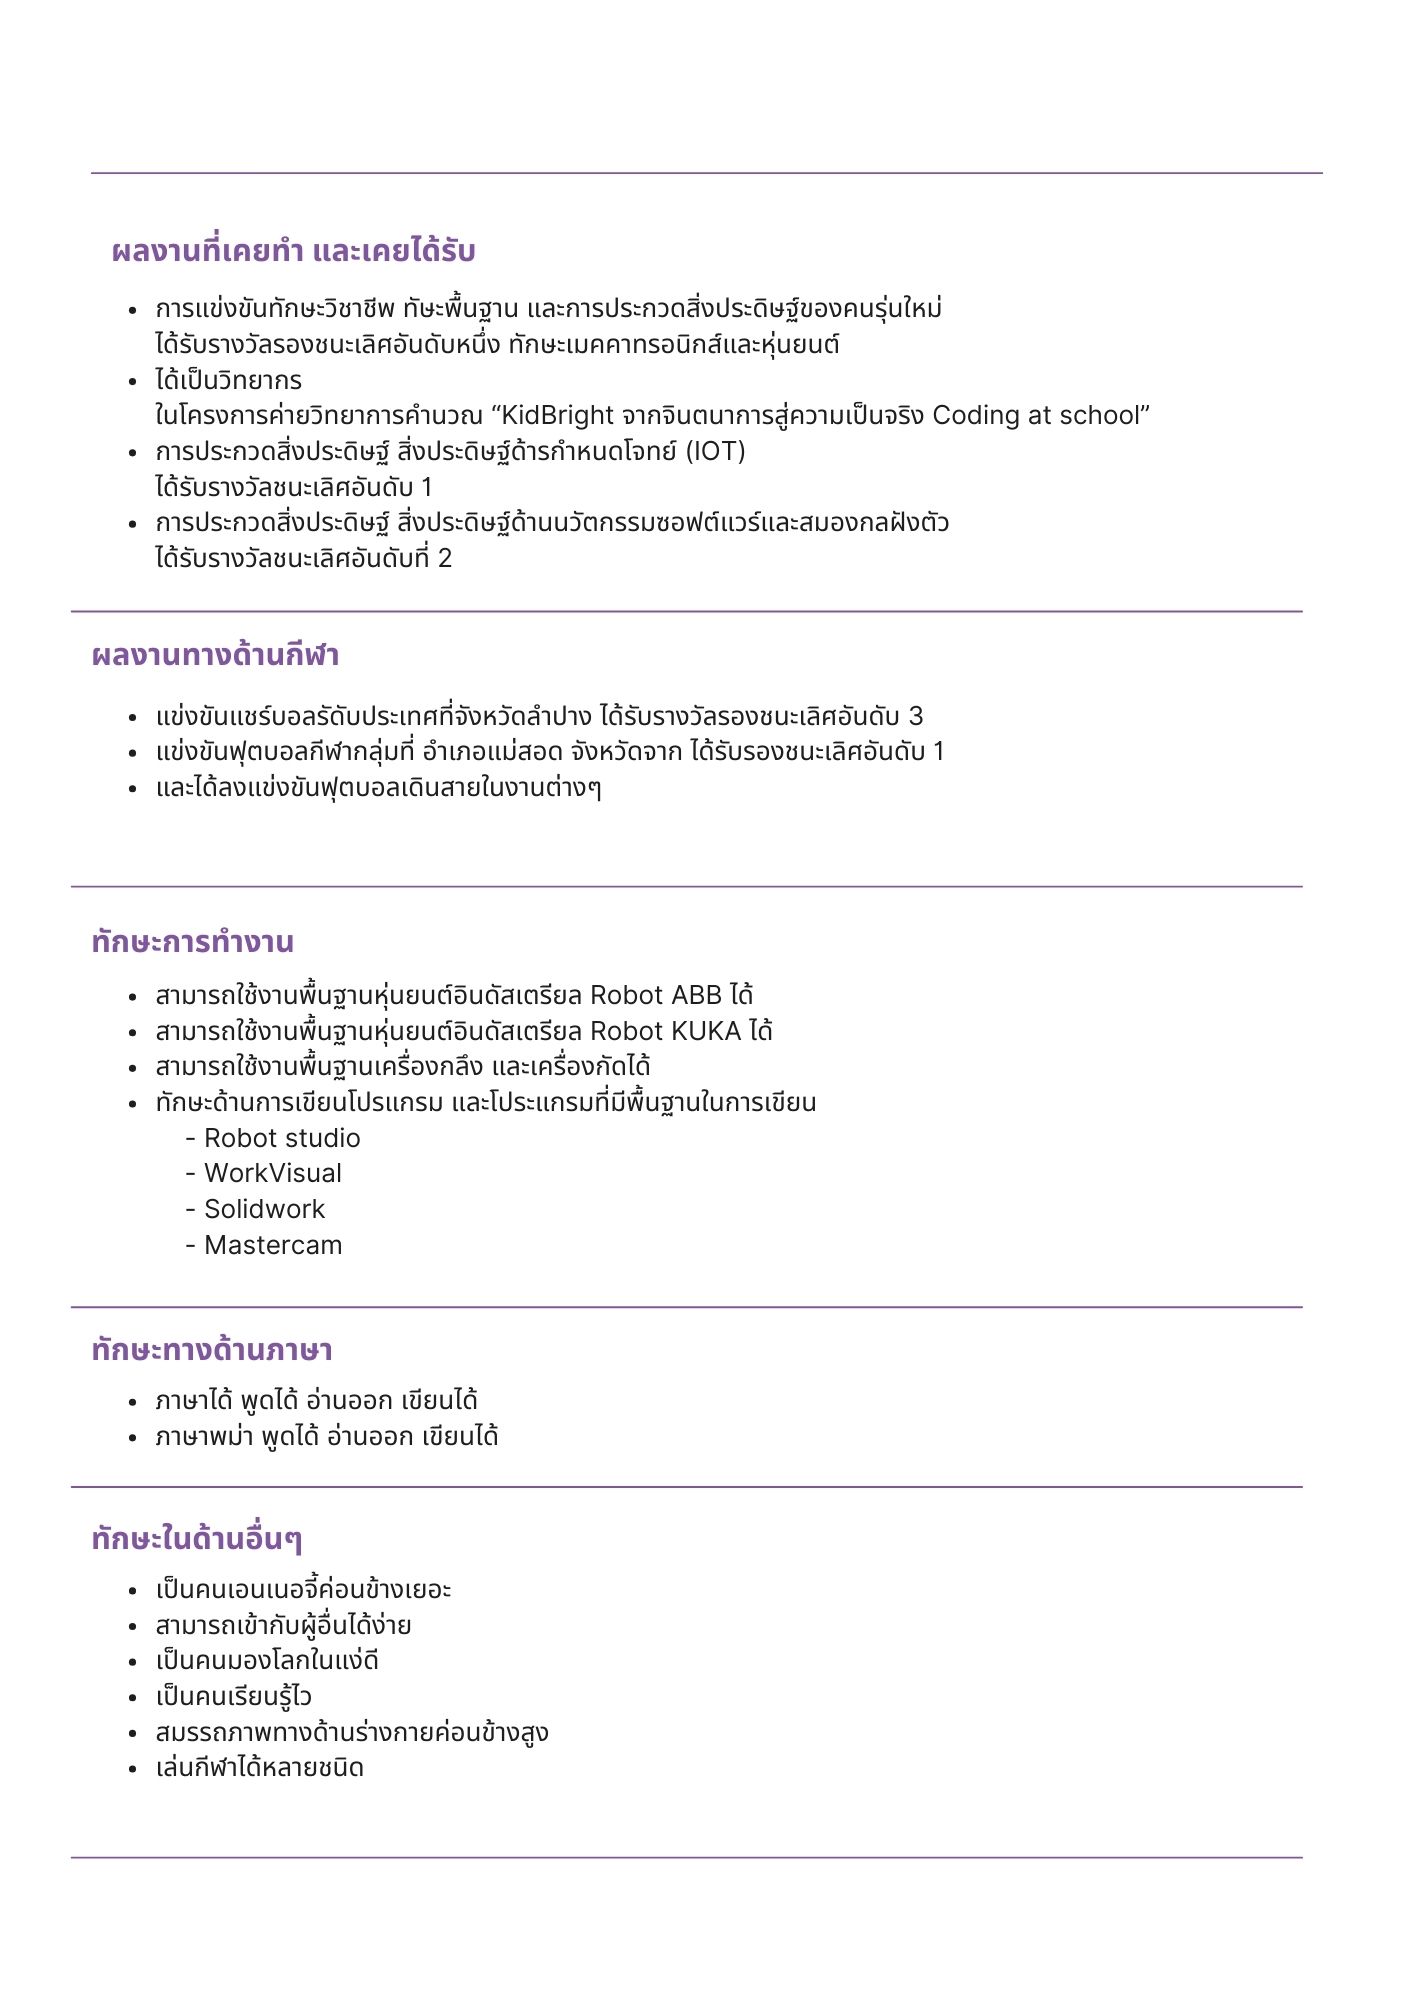 ผลงานที่เคยทำ และเคยได้รับ
• การแข่งขันทักษะวิชาชีพ ทัษะพื้นฐาน และการประกวดสิ่งประดิษฐ์ของคนรุ่นใหม่
ได้รับรางวัลรองชนะเลิศอันดับหนึ่ง ทักษะเมคคาทรอนิกส์และหุ่นยนต์
• ได้เป็นวิทยากร
ในโครงการค่ายวิทยาการคำนวณ “KidBright จากจินตนาการสู่ความเป็นจริง Coding at school”
• การประกวดสิ่งประดิษฐ์ สิ่งประดิษฐ์ด้ารกำหนดโจทย์ (IOT)
ได้รับรางวัลชนะเลิศอันดับ 1
• การประกวดสิ่งประดิษฐ์ สิ่งประดิษฐ์ด้านนวัตกรรมซอฟต์แวร์และสมองกลฝังตัว
ได้รับรางวัลชนะเลิศอันดับที่ 2
ผลงานทางด้านกีฬา
• แข่งขันแชร์บอลรัดับประเทศที่จังหวัดลำปาง ได้รับรางวัลรองชนะเลิศอันดับ 3
• แข่งขันฟุตบอลกีฬากลุ่มที่ อำเภอแม่สอด จังหวัดจาก ได้รับรองชนะเลิศอันดับ 1
• และได้ลงแข่งขันฟุตบอลเดินสายในงานต่างๆ
ทักษะการทำงาน
• สามารถใช้งานพื้นฐานหุ่นยนต์อินดัสเตรียล Robot ABB ได้
• สามารถใช้งานพื้นฐานหุ่นยนต์อินดัสเตรียล Robot KUKA ได้
• สามารถใช้งานพื้นฐานเครื่องกลึง และเครื่องกัดได้
• ทักษะด้านการเขียนโปรแกรม และโประแกรมที่มีพื้นฐานในการเขียน
- Robot studio
- WorkVisual
- Solidwork
- Mastercam
ทักษะทางด้านภาษา
• ภาษาได้ พูดได้ อ่านออก เขียนได้
• ภาษาพม่า พูดได้ อ่านออก เขียนได้
ทักษะในด้านอื่นๆ
• เป็นคนเอนเนอจี้ค่อนข้างเยอะ
• สามารถเข้ากับผู้อื่นได้ง่าย
• เป็นคนมองโลกในแง่ดี
• เป็นคนเรียนรู้ไว
• สมรรถภาพทางด้านร่างกายค่อนข้างสูง
• เล่นกีฬาได้หลายชนิด